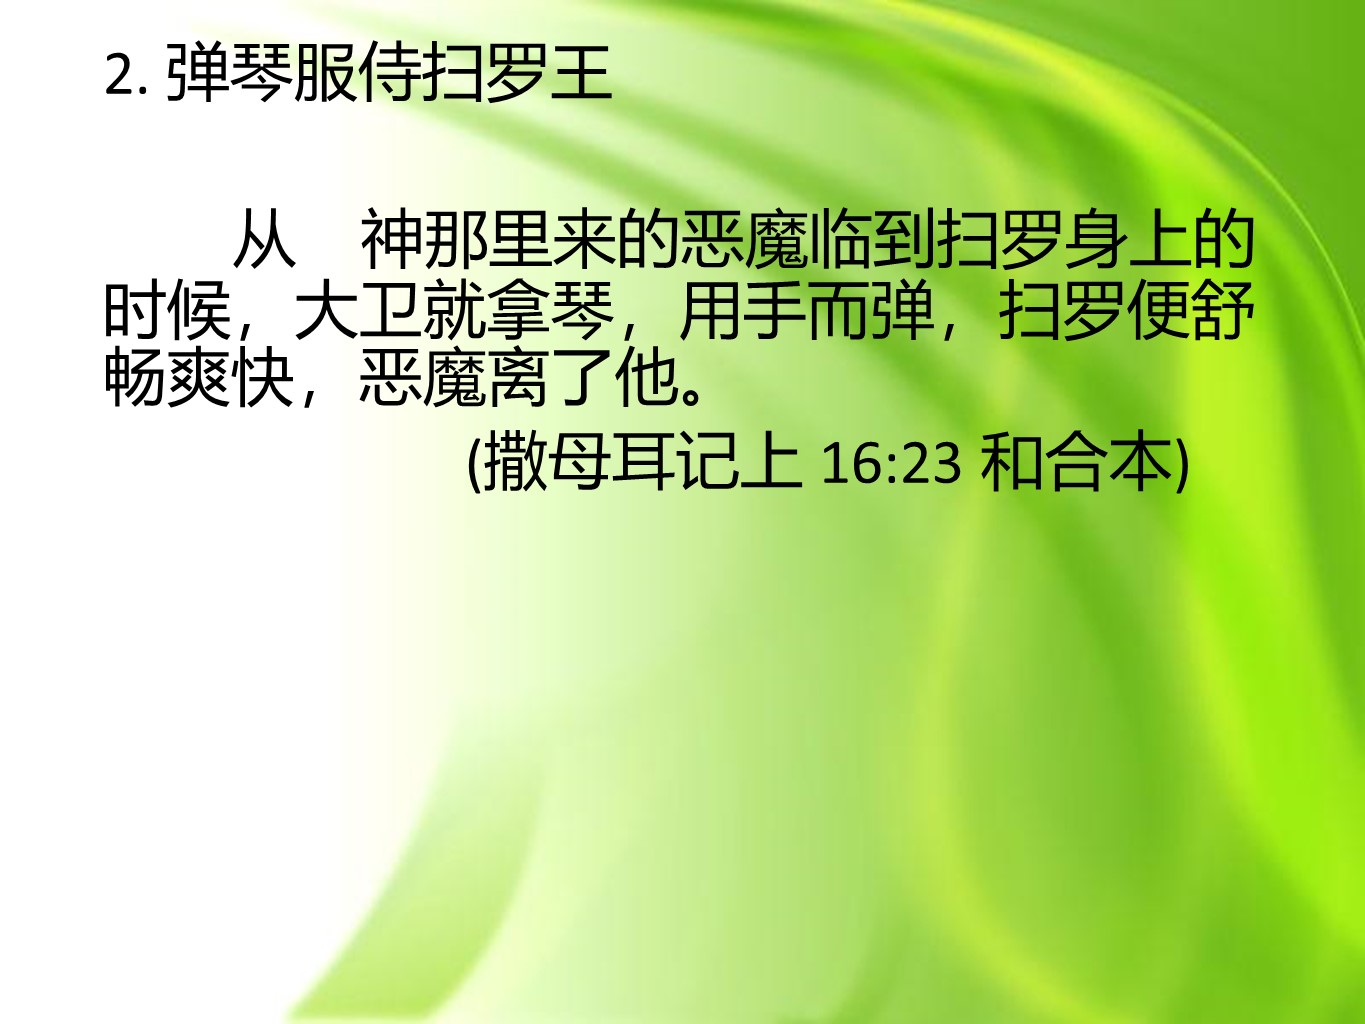 2. 弹琴服侍扫罗王
从　神那里来的恶魔临到扫罗身上的
时候，大卫就拿琴，用手而弹，扫罗便舒
畅爽快，恶魔离了他。
(撒母耳记上 16:23 和合本)